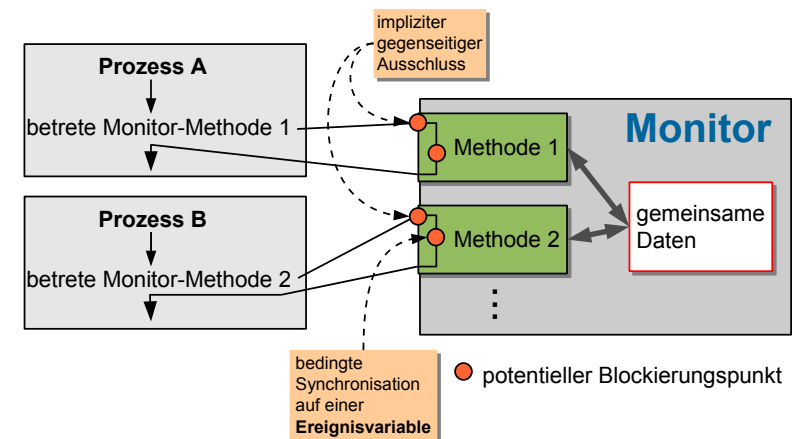 impliziter
gegenseitiger
Ausschluss
Prozess A
betrete Monitor-Methode 1
Prozess B
betrete Monitor-Methode 2
Monitor
Methode 1
Methode 2
gemeinsame
Daten
bedingte
Synchronisation
auf einer
Ereignisvariable
potentieller Blockierungspunkt